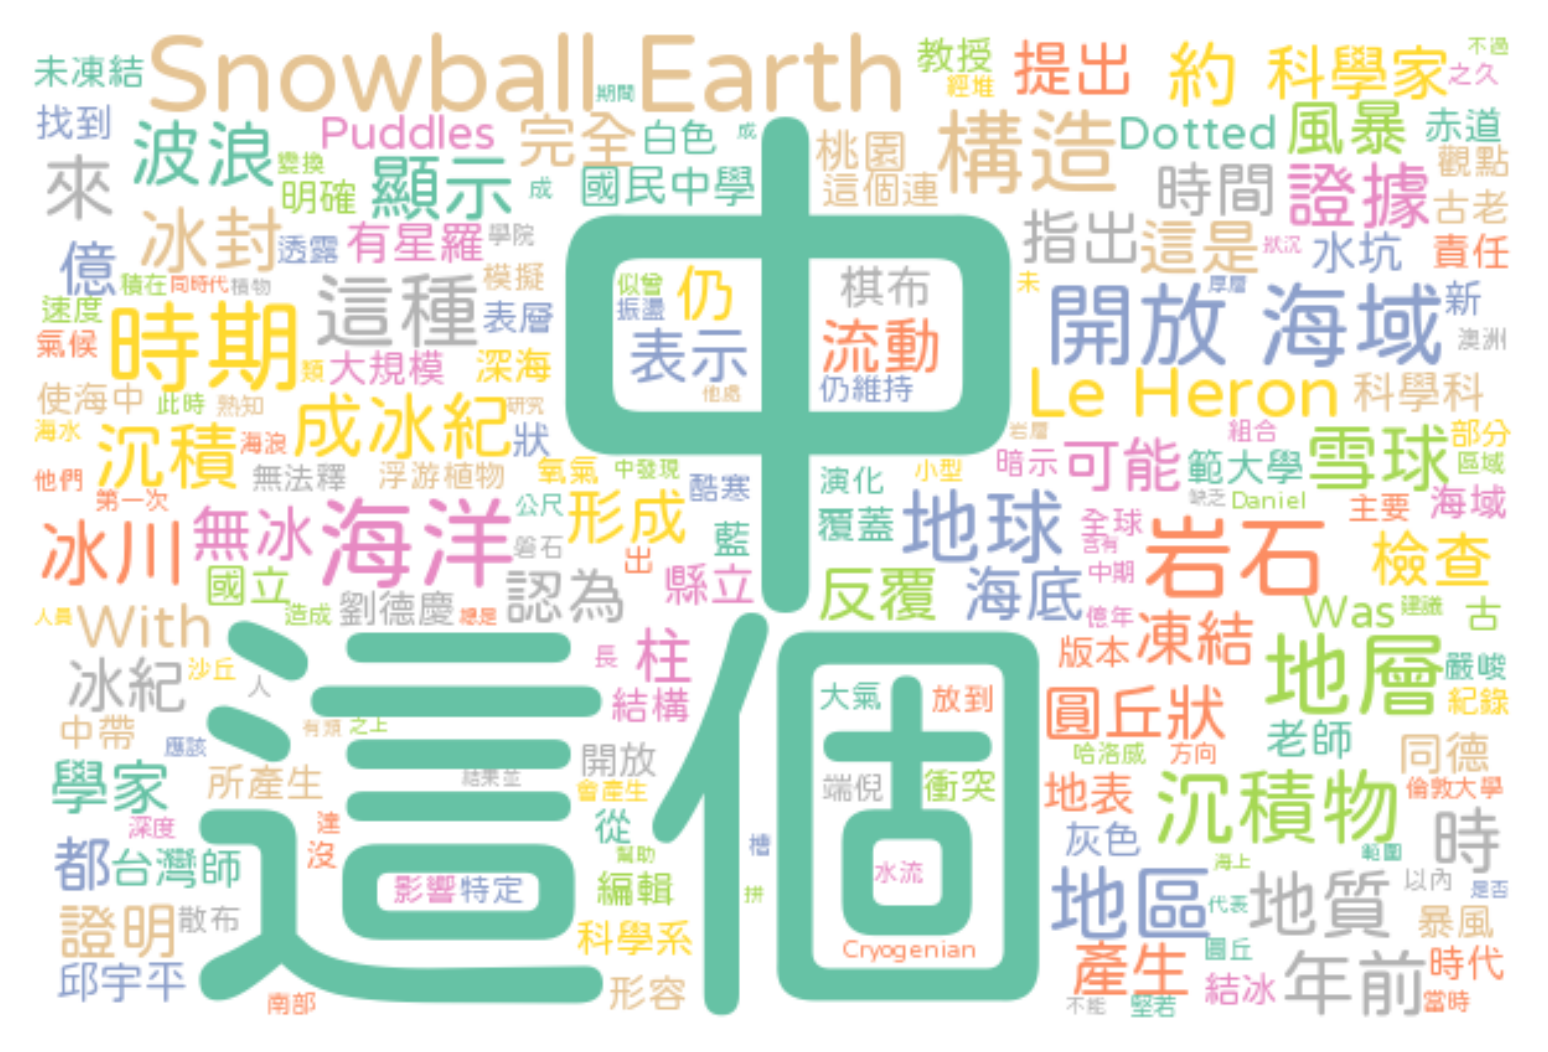 未凍結
Snowball Earth
期間
教授
經堆
提出
約
科學家
不過
之久
找到
波浪
Puddles
完全
白色
成
桃園
構造
Dotted
風暴
赤道
來
變換
明確
顯示
成
國民中學
這個連
時間
證據
觀點
古老
億
冰封
透露
有星羅
學院
中
指出
這是
狀況
水坑
責任
積在
同時代
積物
這種
模擬
似曾
仍
棋布
未
開放 海域
厚層
新
速度
時期
表層
振盪
表示
流動
澳洲
氣候
類
大規模
深海
他處
仍維持
Le Heron
科學科
使海中
此時
熟知
成冰紀
研究
狀
岩層
海水
沉積
海浪
暗示
可能
組合
範大學
雪球
部分
區域
他們
無法釋
浮游植物
氧氣
中發現
酷寒
演化
小型
第一次
公尺
形成
覆蓋
地球
缺乏
Daniel
主要
海域
冰川
無冰
海洋
磐石
出
藍
全球
含有
岩石
檢查
國立
造成
劉德慶
總是
認為
縣立
反覆
海底
中期
億年
Was
建議
古
人員
With
這個
長
柱
版本
凍結
地層
嚴峻
冰紀
沙丘
人
結構
大氣
放到
圓丘狀
紀錄
中帶
應該
有類
之上
開放
哈洛威
方向
老師
同德
學家
所產生
結果並
會產生
端倪
衝突
地表
沉積物
倫敦大學
深度
從
灰色
範圍
時
都
台灣師
沒
幫助
槽
海上
影響
特定
編輯
拼
水流
地區
代表
地質
以內
是否
證明
散布
科學系
Cryogenian
圓丘
暴風
邱宇平
南部
形容
產生
結冰
年前
時代
不能
堅若
當時